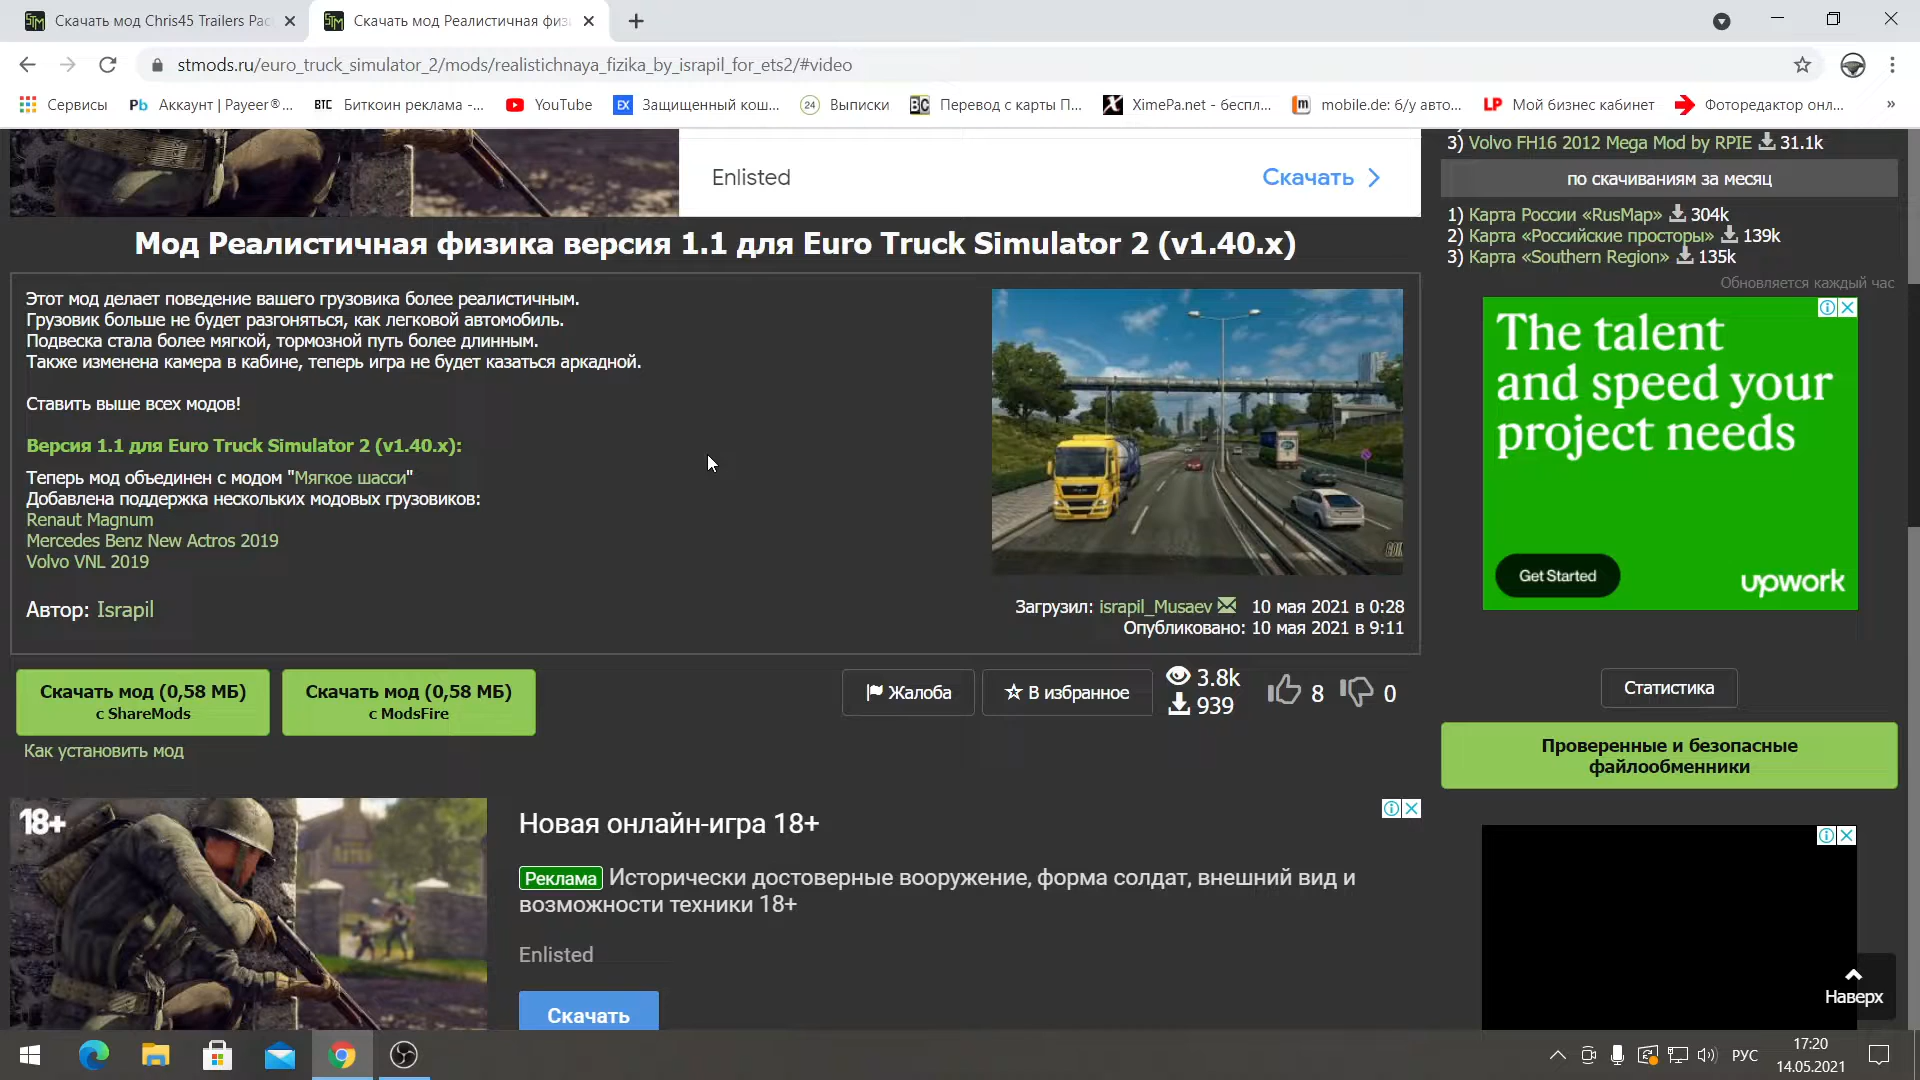 Скачать мод Chris45 Trailers Pac
Скачать мод Реалистичная физ
stmods.ru/euro_truck_simulator_2/mods/realistichnaya_fizika_by_israpil_for_ets2/#video
Сервисы
Pb Аккаунт | Payeer®...
BTC Биткоин реклама -...
YouTube
EX Защищенный кош...
24 Выписки
BC Перевод с карты П...
X XimePa.net - беспл...
m mobile.de: б/у авто...
LP Мой бизнес кабинет
Фоторедактор онл...
»
Enlisted
Скачать
3) Volvo FH16 2012 Mega Mod by RPIE 31.1k
по скачиваниям за месяц
1) Карта России «RusMap» 304k
2) Карта «Российские просторы» 139k
3) Карта «Southern Region» 135k
Обновляется каждый час
Мод Реалистичная физика версия 1.1 для Euro Truck Simulator 2 (v1.40.x)
Этот мод делает поведение вашего грузовика более реалистичным.
Грузовик больше не будет разгоняться, как легковой автомобиль.
Подвеска стала более мягкой, тормозной путь более длинным.
Также изменена камера в кабине, теперь игра не будет казаться аркадной.
Ставить выше всех модов!
Версия 1.1 для Euro Truck Simulator 2 (v1.40.x):
Теперь мод объединен с модом "Мягкое шасси"
Добавлена поддержка нескольких модовых грузовиков:
Renaut Magnum
Mercedes Benz New Actros 2019
Volvo VNL 2019
Автор: Israpil
Загрузил: israpil_Musaev 10 мая 2021 в 0:28
Опубликовано: 10 мая 2021 в 9:11
The talent
and speed your
project needs
Get Started
upwork
Скачать мод (0,58 МБ)
с ShareMods
Скачать мод (0,58 МБ)
с ModsFire
Жалоба
В избранное
3.8k
939
8
0
Как установить мод
Статистика
Проверенные и безопасные
файлообменники
18+
Новая онлайн-игра 18+
Реклама Исторически достоверные вооружение, форма солдат, внешний вид и
возможности техники 18+
Enlisted
Скачать
Наверх
РУС
17:20
14.05.2021